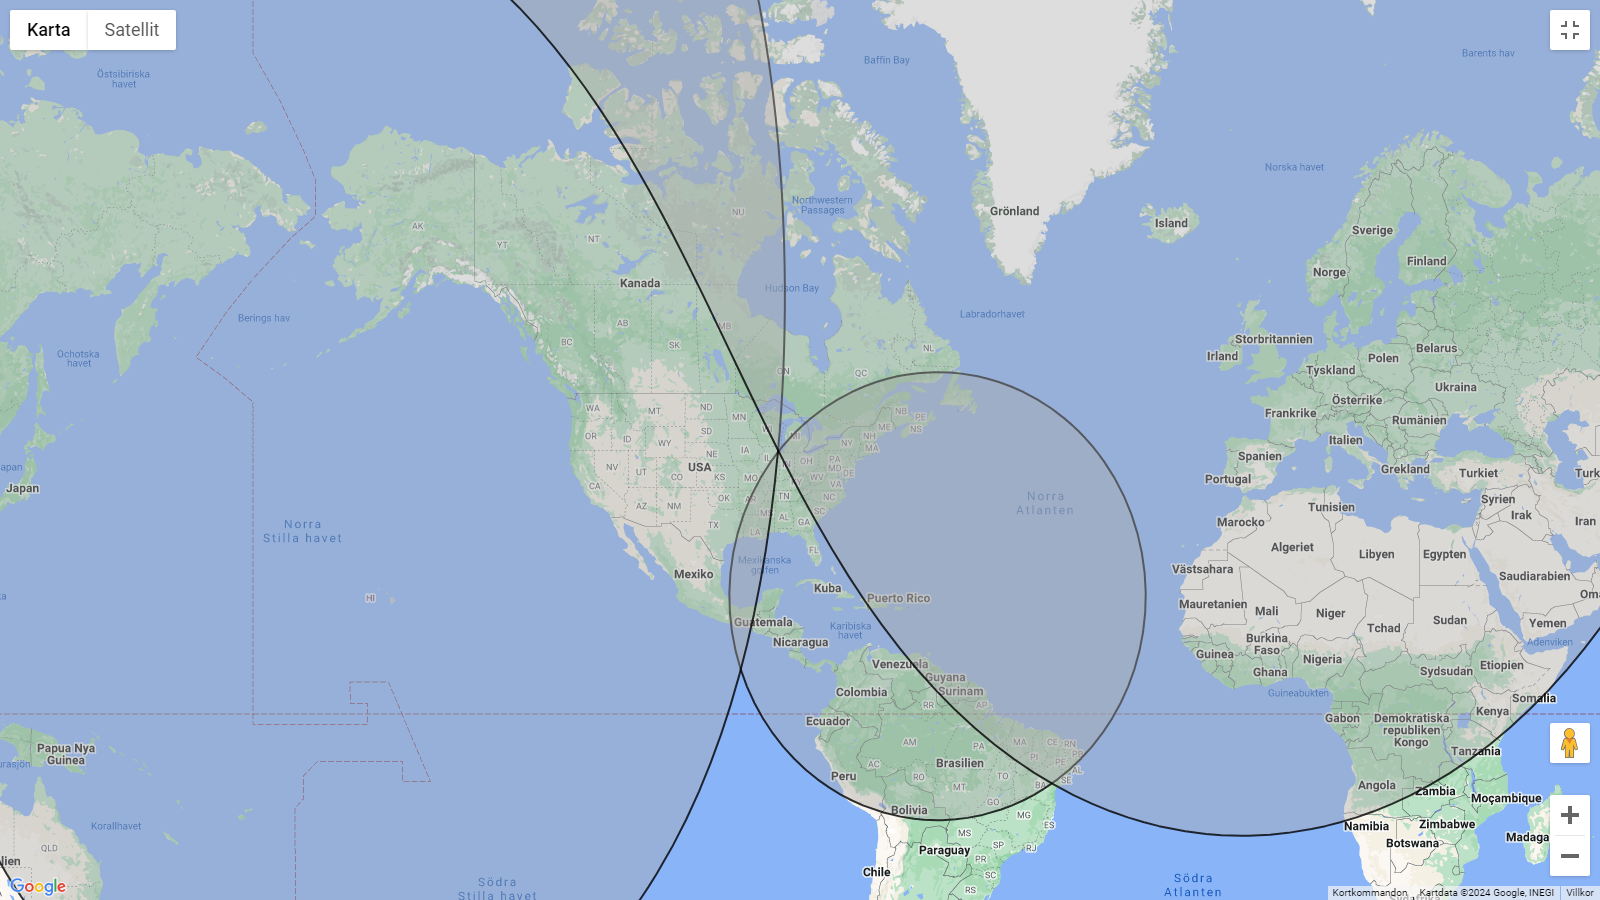 Karta
Satellit
Barents hav
Baffin Bay
Östsibiriska
havet
Norska havet
Northwestern
Passages
NU
Grönland
Island
Sverige
AK
YT
NT
Finland
Norge
Kanada
Hudson Bay
Labradorhavet
Berings hav
AB
MB
SK
BC
Storbritannien
NL
Belarus
Irland
Polen
Ochotska
havet
ON
QC
Tyskland
Ukraina
Österrike
WA
MT
ND
MN
NB
PE
Frankrike
Rumänien
OR
ID
WY
SD
WI
MI
NS
ME
NH
NY
MA
Italien
Spanien
Grekland
Turkiet
Turk
USA
NE
IA
IL
OH
PA
MD
DE
NV
UT
CO
KS
MO
KY
WV
VA
Portugal
Japan
CA
AZ
NM
OK
AR
TN
NC
SC
Norra
Atlanten
Tunisien
Syrien
Irak
Iran
Marocko
Norra
Stilla havet
TX
LA
MS
AL
GA
FL
Algeriet
Libyen
Egypten
Mexikanska
golfen
Mexiko
Västsahara
Saudiarabien
Kuba
Puerto Rico
HI
Mauretanien
Mali
Niger
Tchad
Sudan
Yemen
Om
Guatemala
Nicaragua
Karibiska
havet
Burkina
Faso
Guinea
Ghana
Nigeria
Adenviken
Etiopien
Sydsudan
Venezuela
Guyana
Surinam
Colombia
RR
AP
Guineabukten
Somalia
Kenya
Ecuador
Gabon
Demokratiska
republiken
Kongo
Papua Nya
Guinea
AM
PA
MA
CE
RN
PB
PI
PE
AL
SE
Tanzania
Peru
AC
RO
Brasilien
TO
MT
BA
Angola
Zambia
Moçambique
Bolivia
GO
MG
ES
Korallhavet
Namibia
Zimbabwe
Botswana
Madaga
MS
SP
RJ
Paraguay
PR
SC
RS
QLD
lien
Chile
Södra
Stilla havet
Södra
Atlanten
Sydafrika
Google
Kortkommandon
Kartdata ©2024 Google, INEGI
Villkor